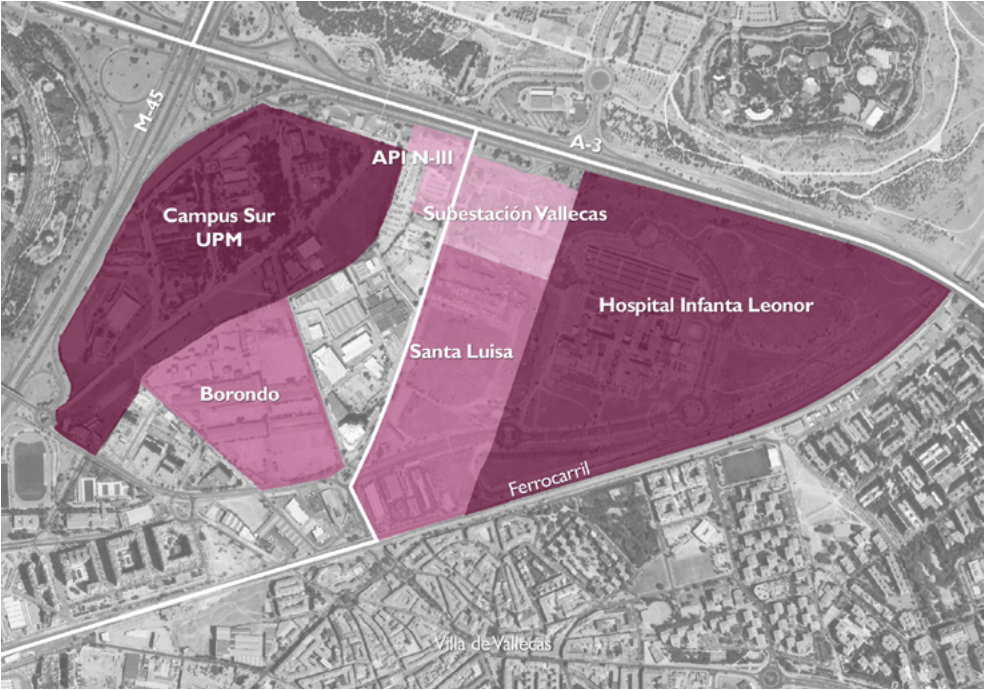 M-45
A-3
API N-III
Campus Sur
UPM
Subestación Vallecas
Hospital Infanta Leonor
Santa Luisa
Borondo
Ferrocarril
Villa de Vallecas